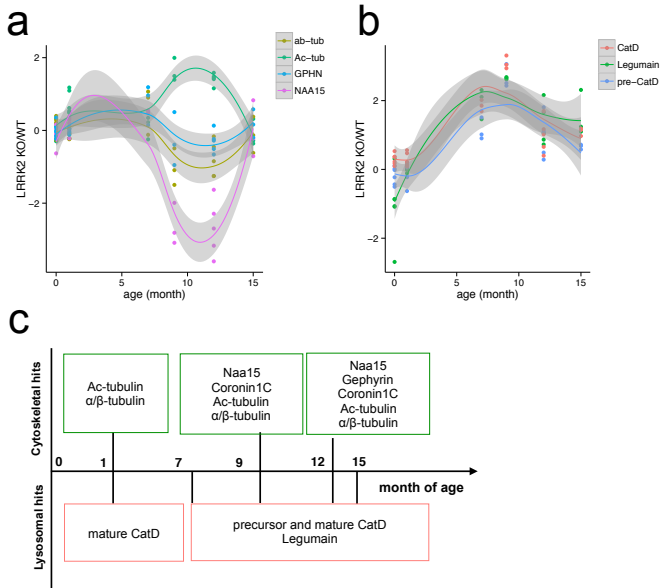 a
2
0
−2
LRRK2 KO/WT
0
5
10
15
age (month)
ab−tub
Ac−tub
GPHN
NAA15
b
2
0
−2
LRRK2 KO/WT
0
5
10
15
age (month)
CatD
Legumain
pre−CatD
c
Cytoskeletal hits
Ac-tubulin
α/β-tubulin
Naa15
Coronin1C
Ac-tubulin
α/β-tubulin
Naa15
Gephyrin
Coronin1C
Ac-tubulin
α/β-tubulin
0 1 7 9 12 15
month of age
Lysosomal hits
mature CatD
precursor and mature CatD
Legumain